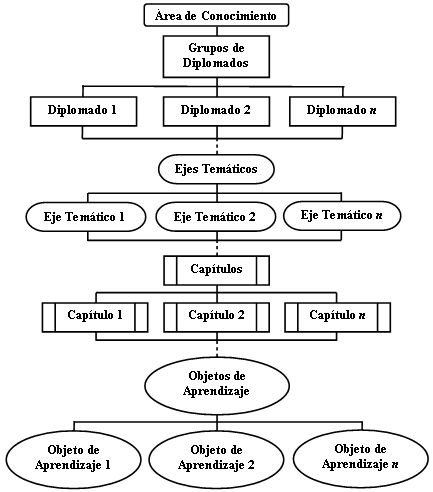 Área de Conocimiento
Grupos de
Diplomados
Diplomado 1
Diplomado 2
Diplomado n
Ejes Temáticos
Eje Temático 1
Eje Temático 2
Eje Temático n
Capítulos
Capítulo 1
Capítulo 2
Capítulo n
Objetos de
Aprendizaje
Objeto de
Aprendizaje 1
Objeto de
Aprendizaje 2
Objeto de
Aprendizaje n